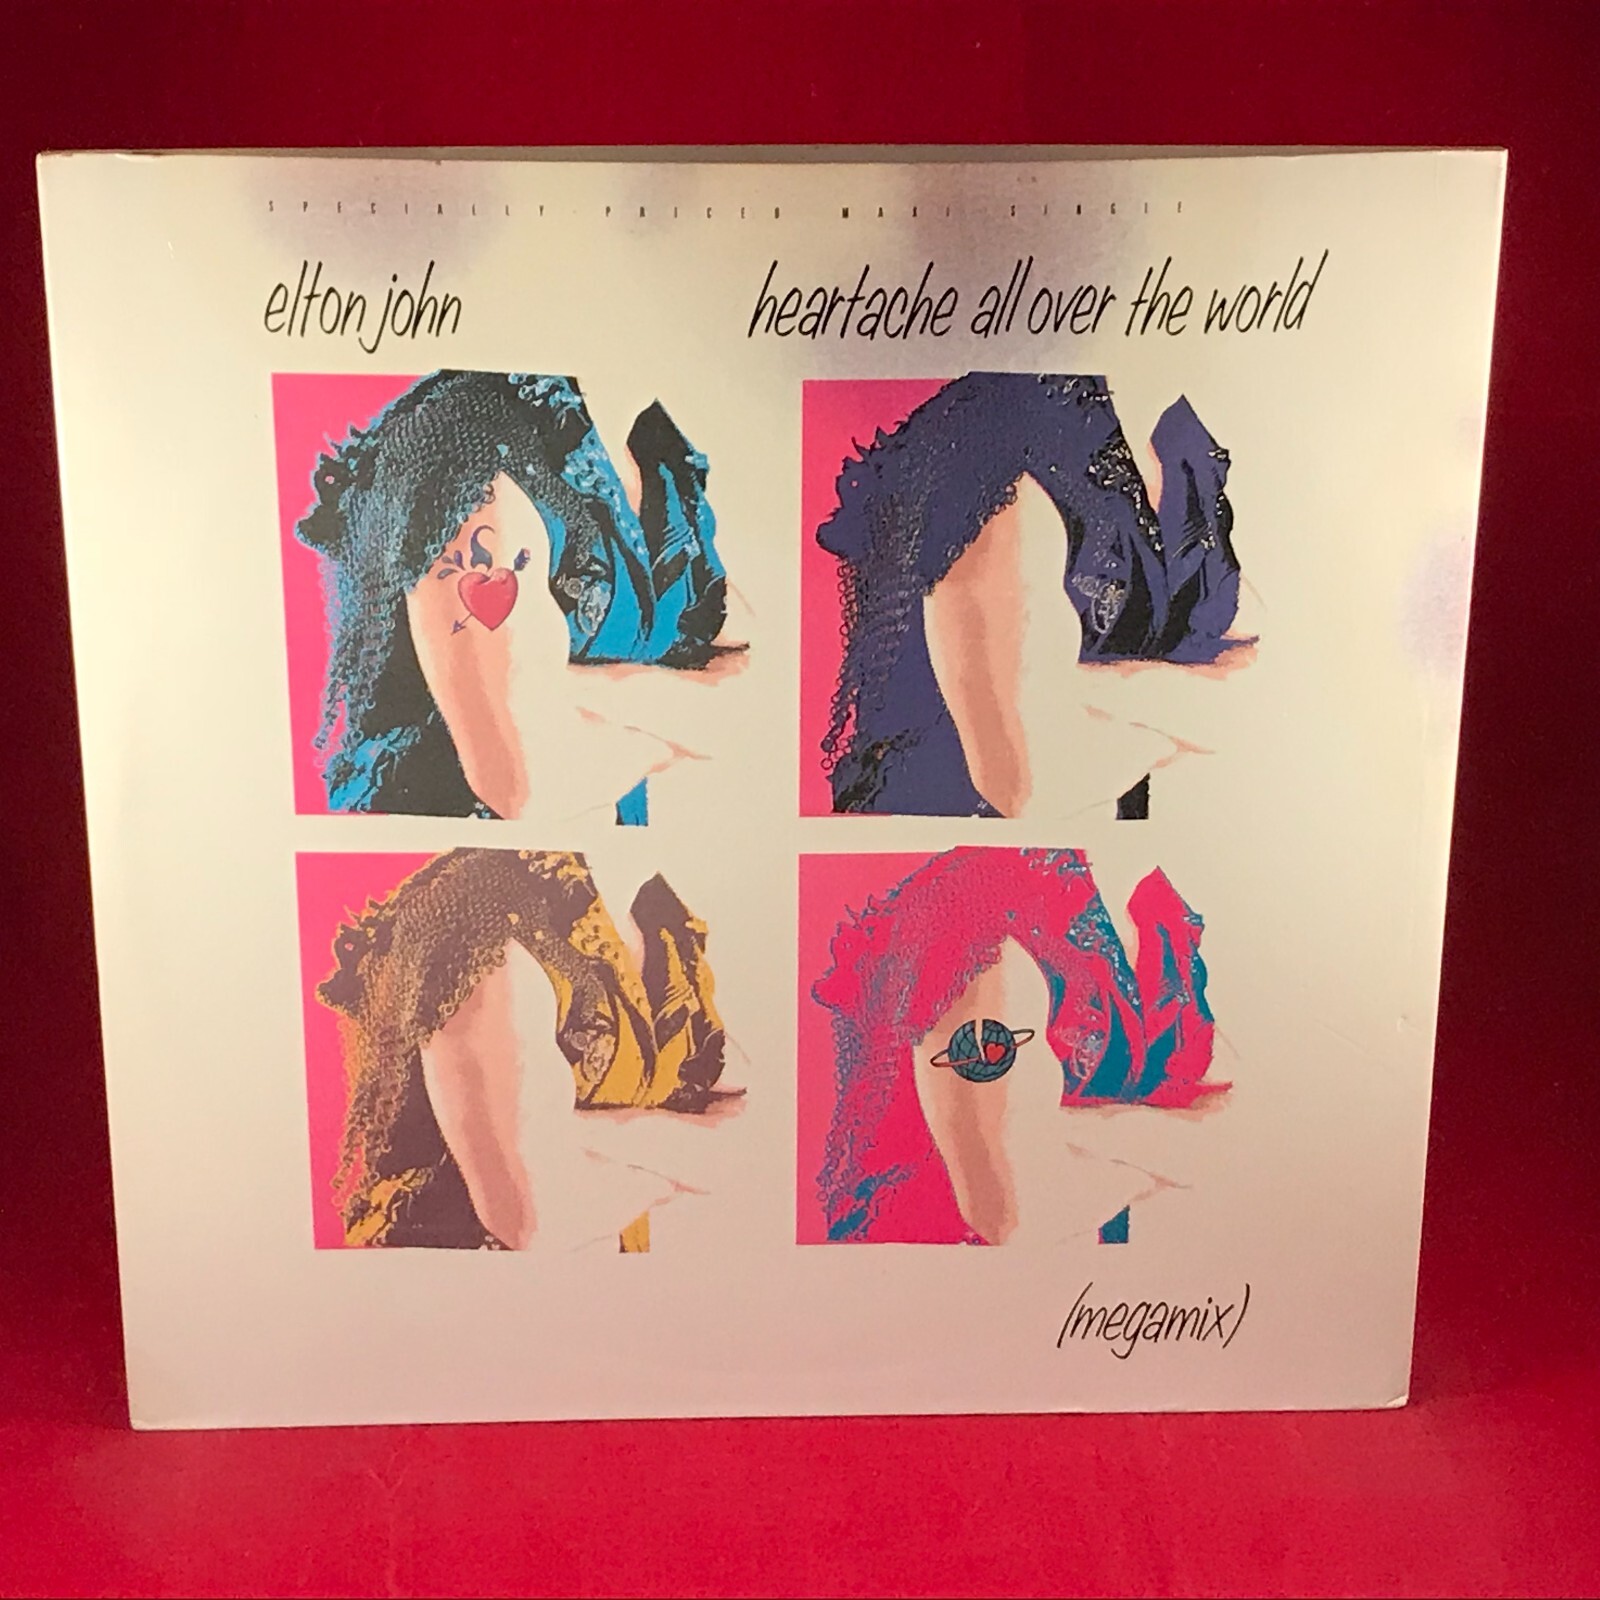 SPECIALLY-PRICED MAXI-SINGLE
elton john heartache all over the world
(megamix)